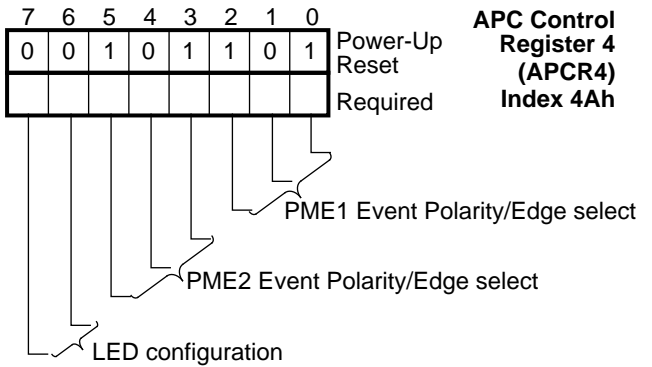 7 6 5 4 3 2 1 0
APC Control
Register 4
(APCR4)
Index 4Ah
0 0 1 0 1 1 0 1
Power-Up
Reset
Required
PME1 Event Polarity/Edge select
PME2 Event Polarity/Edge select
LED configuration